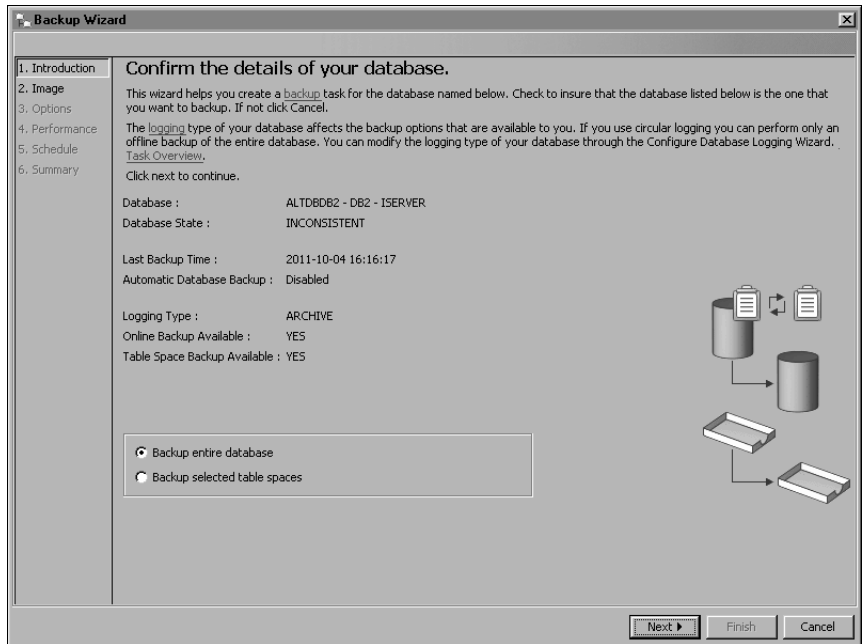 Backup Wizard
1. Introduction
2. Image
3. Options
4. Performance
5. Schedule
6. Summary
Confirm the details of your database.
This wizard helps you create a backup task for the database named below. Check to insure that the database listed below is the one that
you want to backup. If not click Cancel.
The logging type of your database affects the backup options that are available to you. If you use circular logging you can perform only an
offline backup of the entire database. You can modify the logging type of your database through the Configure Database Logging Wizard.
Task Overview.
Click next to continue.
Database : ALTDBDB2 - DB2 - ISERVER
Database State : INCONSISTENT
Last Backup Time : 2011-10-04 16:16:17
Automatic Database Backup : Disabled
Logging Type : ARCHIVE
Online Backup Available : YES
Table Space Backup Available : YES
Backup entire database
Backup selected table spaces
Next
Finish
Cancel